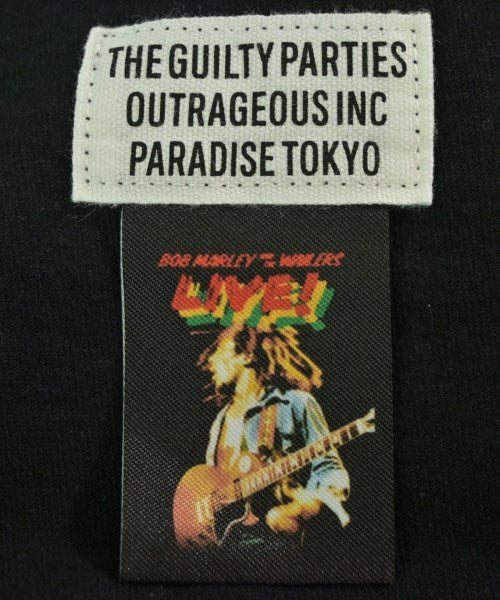 THE GUILTY PARTIES
OUTRAGEOUS INC
PARADISE TOKYO
BOB MARLEY AND THE WAILERS
LIVE!